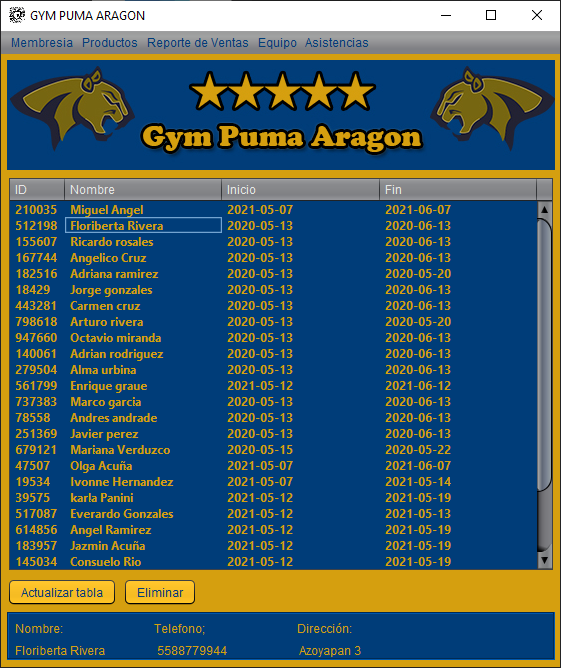 GYM PUMA ARAGON
Membresia Productos Reporte de Ventas Equipo Asistencias
Gym Puma Aragon
ID Nombre Inicio Fin
210035 Miguel Angel 2021-05-07 2021-06-07
512198 Floriberta Rivera 2020-05-13 2020-06-13
155607 Ricardo rosales 2020-05-13 2020-06-13
167744 Angelico Cruz 2020-05-13 2020-06-13
182516 Adriana ramirez 2020-05-13 2020-05-20
18429 Jorge gonzales 2020-05-13 2020-06-13
443281 Carmen cruz 2020-05-13 2020-06-13
798618 Arturo rivera 2020-05-13 2020-05-20
947660 Octavio miranda 2020-05-13 2020-06-13
140061 Adrian rodriguez 2020-05-13 2020-06-13
279504 Alma urbina 2020-05-13 2020-06-13
561799 Enrique graue 2021-05-12 2021-06-12
737383 Marco garcia 2020-05-13 2020-06-13
78558 Andres andrade 2020-05-13 2020-06-13
251369 Javier perez 2020-05-13 2020-06-13
679121 Mariana Verduzco 2020-05-15 2020-05-22
47507 Olga Acuña 2021-05-07 2021-06-07
19534 Ivonne Hernandez 2021-05-07 2021-05-14
39575 karla Panini 2021-05-12 2021-05-19
517087 Everardo Gonzales 2021-05-12 2021-05-13
614856 Angel Ramirez 2021-05-12 2021-05-19
183957 Jazmin Acuña 2021-05-12 2021-05-19
145034 Consuelo Rio 2021-05-12 2021-05-19
Actualizar tabla Eliminar
Nombre: Telefono; Dirección:
Floriberta Rivera 5588779944 Azoyapan 3